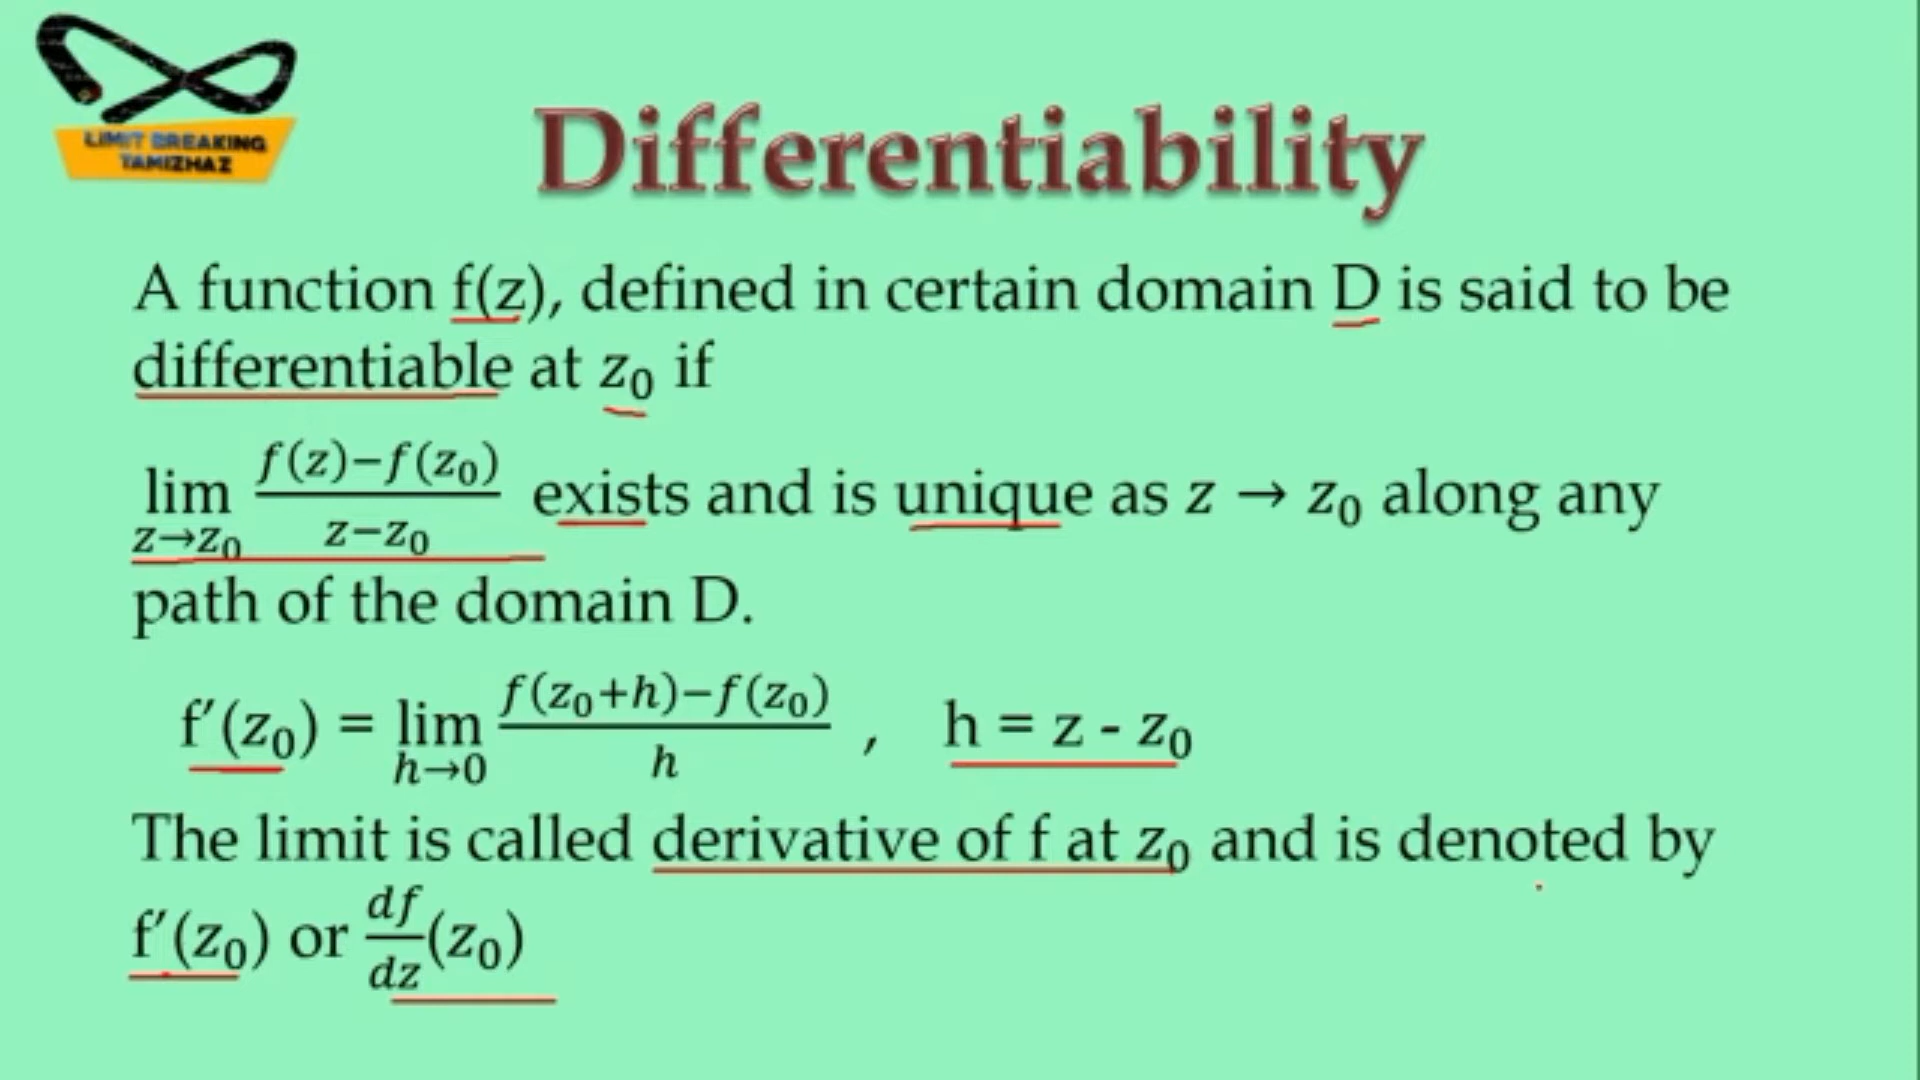 LIMIT BREAKING
TAMIZHAZ
Differentiability
A function f(z), defined in certain domain D is said to be
differentiable at z₀ if
lim z→z₀ f(z)−f(z₀) / z−z₀ exists and is unique as z → z₀ along any
path of the domain D.
f′(z₀) = lim h→0 f(z₀+h)−f(z₀) / h , h = z - z₀
The limit is called derivative of f at z₀ and is denoted by
f′(z₀) or df/dz (z₀)